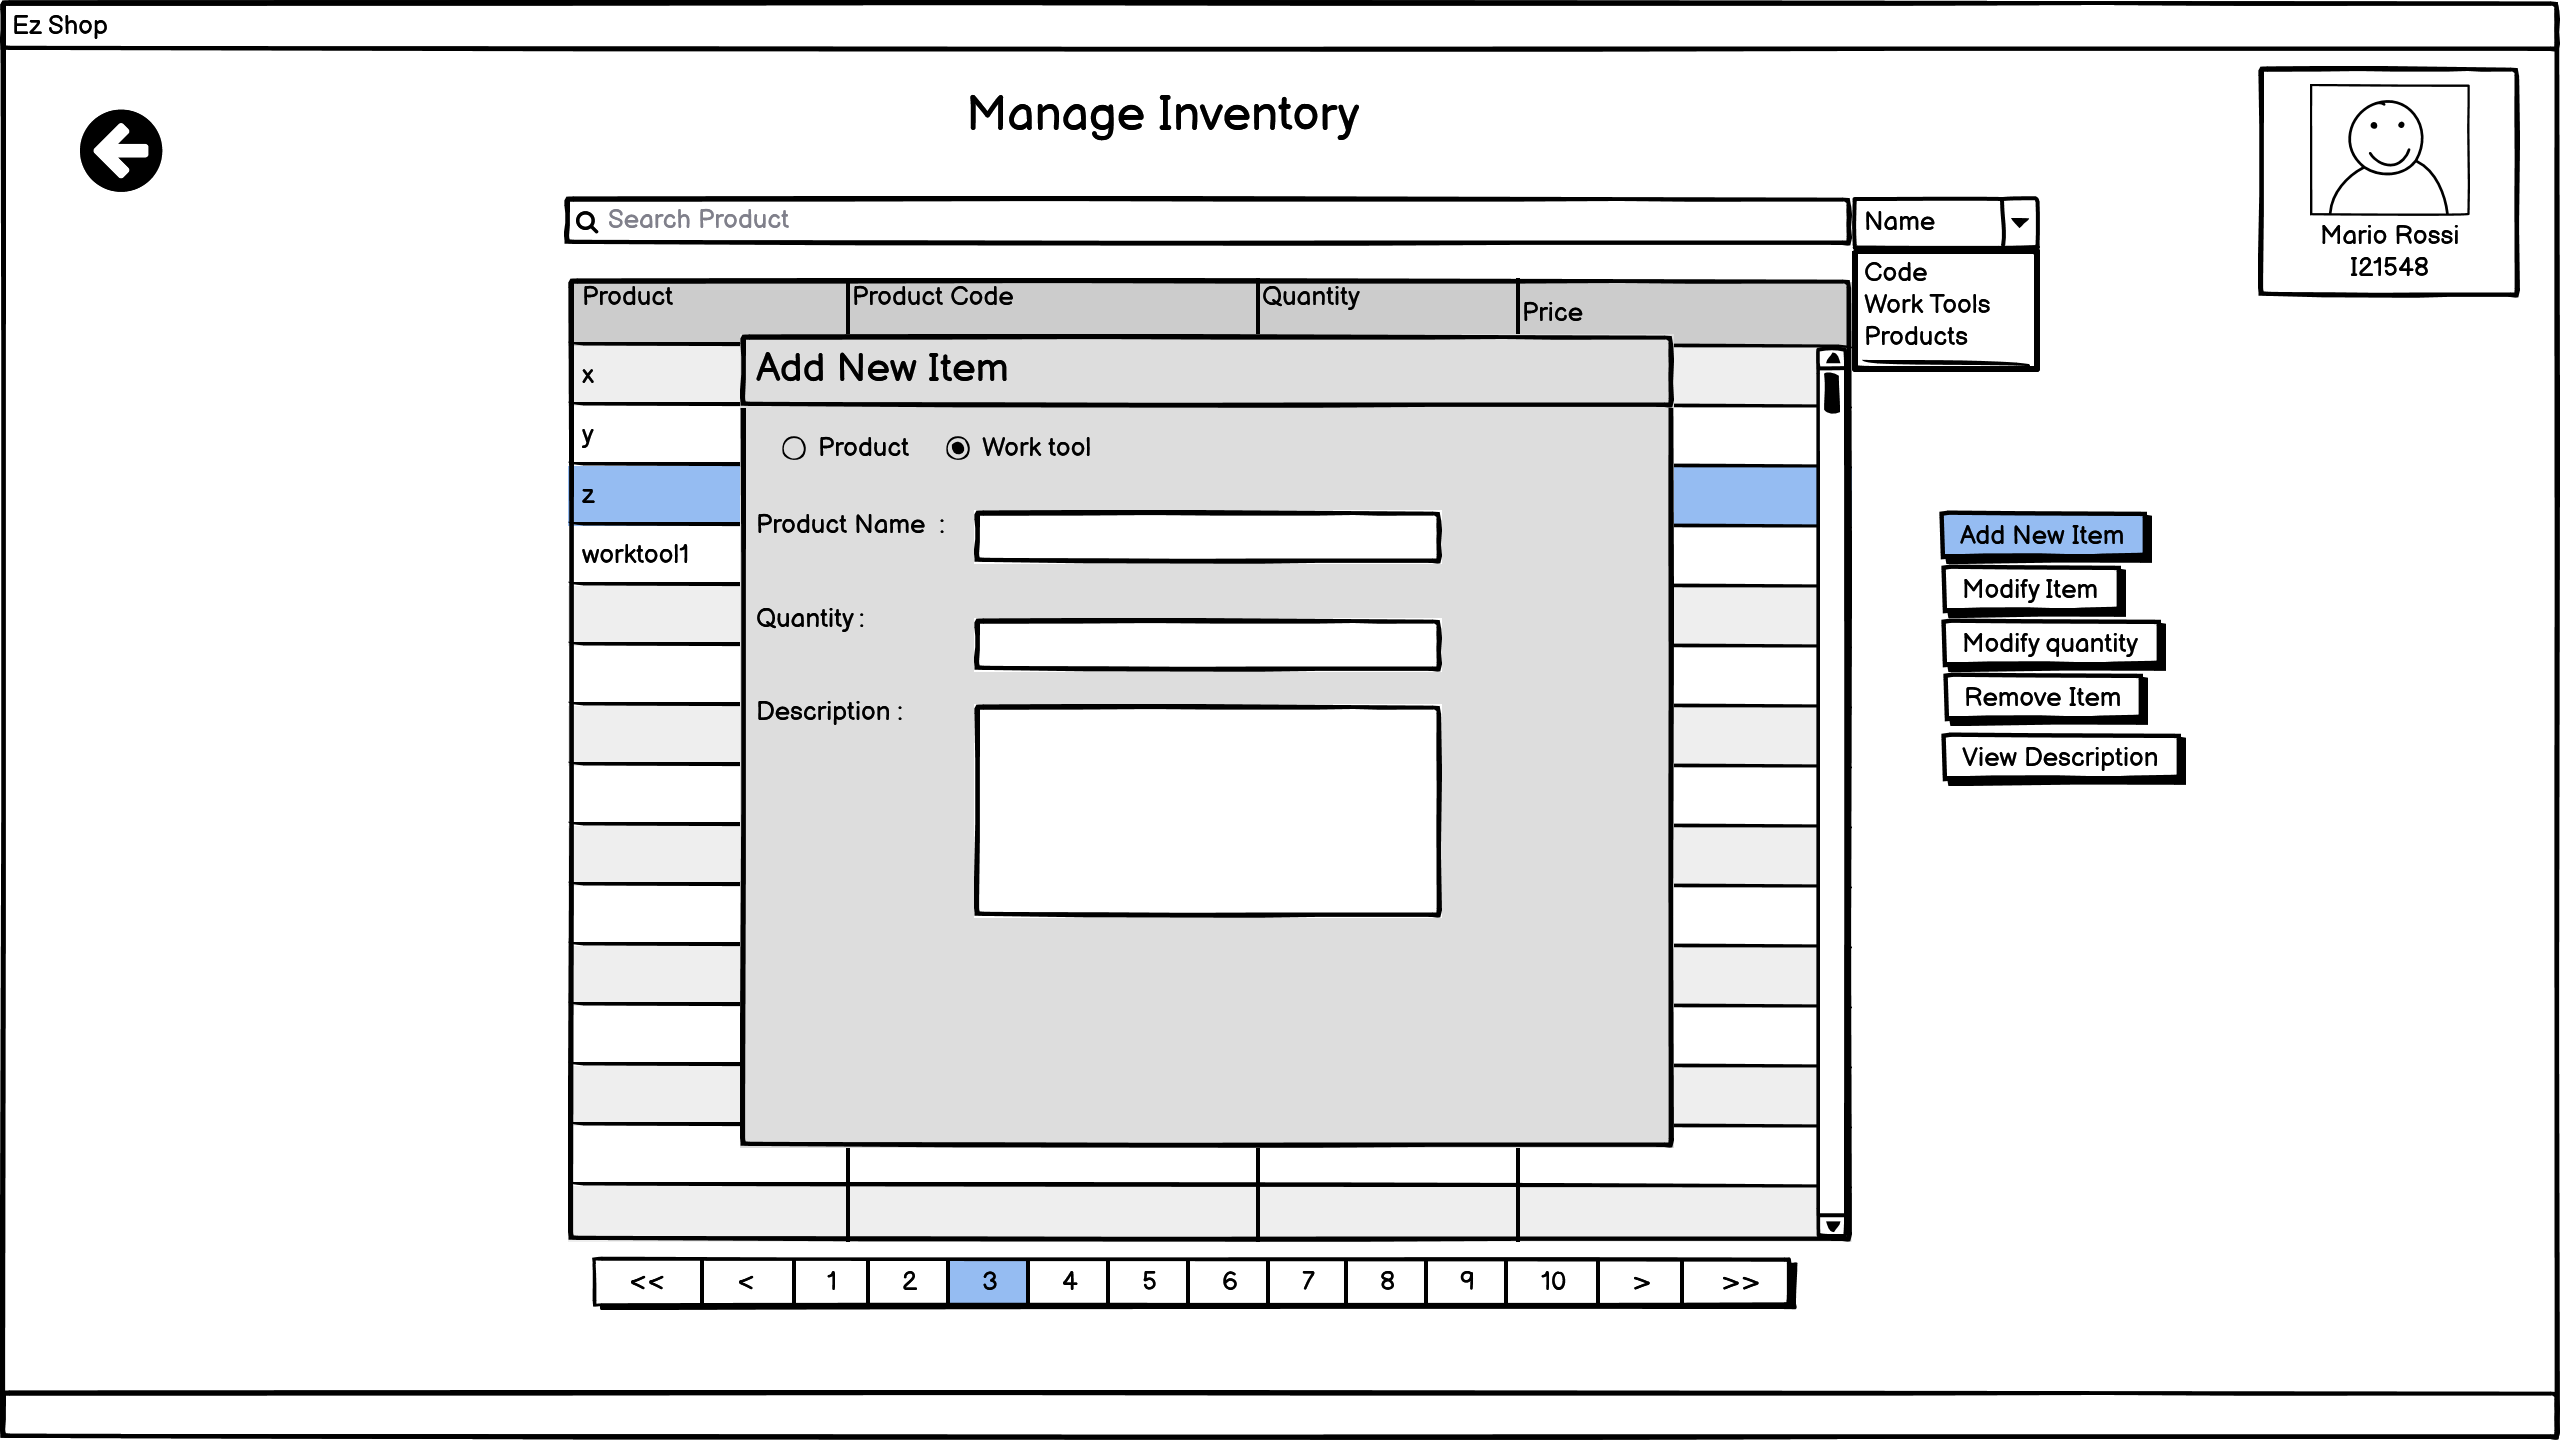 Ez Shop
Manage Inventory
Mario Rossi
I21548
Search Product
Name
Code
Work Tools
Products
Product Product Code Quantity Price
x
y
z
worktool1
Add New Item
Product Work tool
Product Name :
Quantity :
Description :
Add New Item
Modify Item
Modify quantity
Remove Item
View Description
<< < 1 2 3 4 5 6 7 8 9 10 > >>